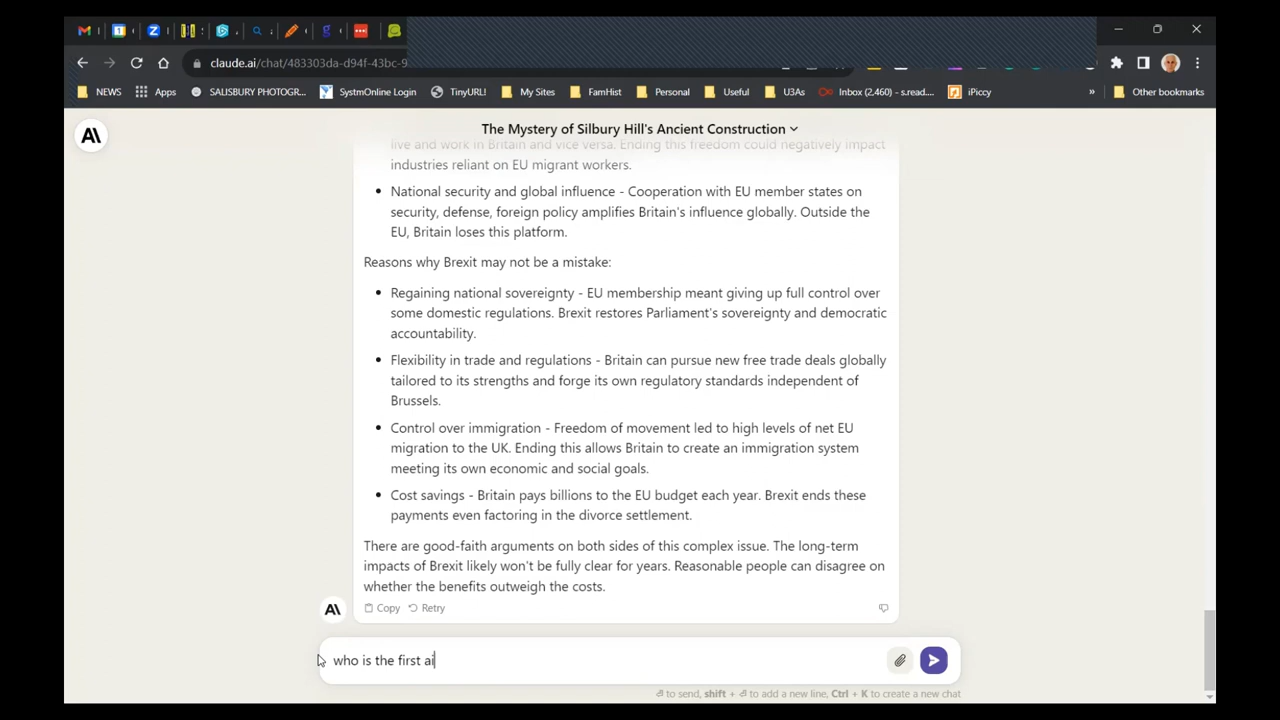 claude.ai/chat/483303da-d94f-43bc-9
NEWS Apps SALISBURY PHOTOGR... SystmOnline Login TinyURL! My Sites FamHist Personal Useful U3As Inbox (2,460) - s.read.... iPiccy » Other bookmarks
The Mystery of Silbury Hill's Ancient Construction
live and work in Britain and vice versa. Ending this freedom could negatively impact
industries reliant on EU migrant workers.
• National security and global influence - Cooperation with EU member states on
security, defense, foreign policy amplifies Britain's influence globally. Outside the
EU, Britain loses this platform.
Reasons why Brexit may not be a mistake:
• Regaining national sovereignty - EU membership meant giving up full control over
some domestic regulations. Brexit restores Parliament's sovereignty and democratic
accountability.
• Flexibility in trade and regulations - Britain can pursue new free trade deals globally
tailored to its strengths and forge its own regulatory standards independent of
Brussels.
• Control over immigration - Freedom of movement led to high levels of net EU
migration to the UK. Ending this allows Britain to create an immigration system
meeting its own economic and social goals.
• Cost savings - Britain pays billions to the EU budget each year. Brexit ends these
payments even factoring in the divorce settlement.
There are good-faith arguments on both sides of this complex issue. The long-term
impacts of Brexit likely won't be fully clear for years. Reasonable people can disagree on
whether the benefits outweigh the costs.
Copy Retry
who is the first ai
⏎ to send, shift + ⏎ to add a new line, Ctrl + K to create a new chat